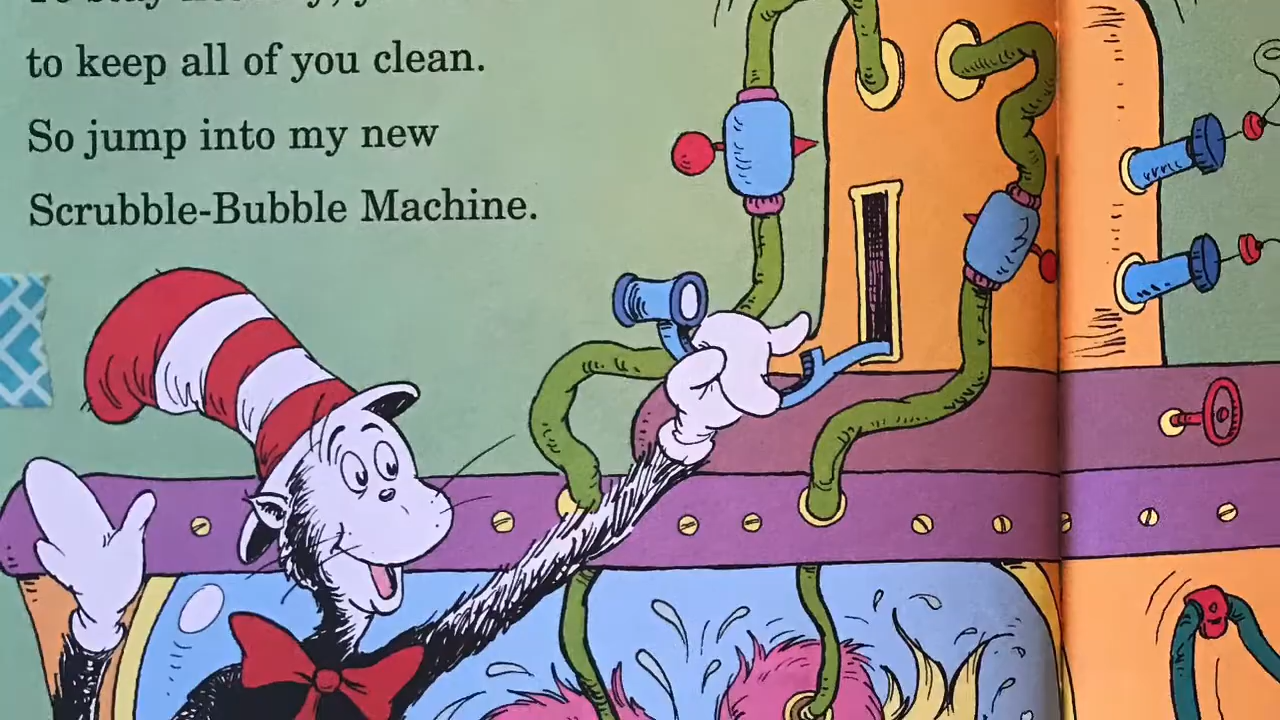 to keep all of you clean.
So jump into my new
Scrubble-Bubble Machine.